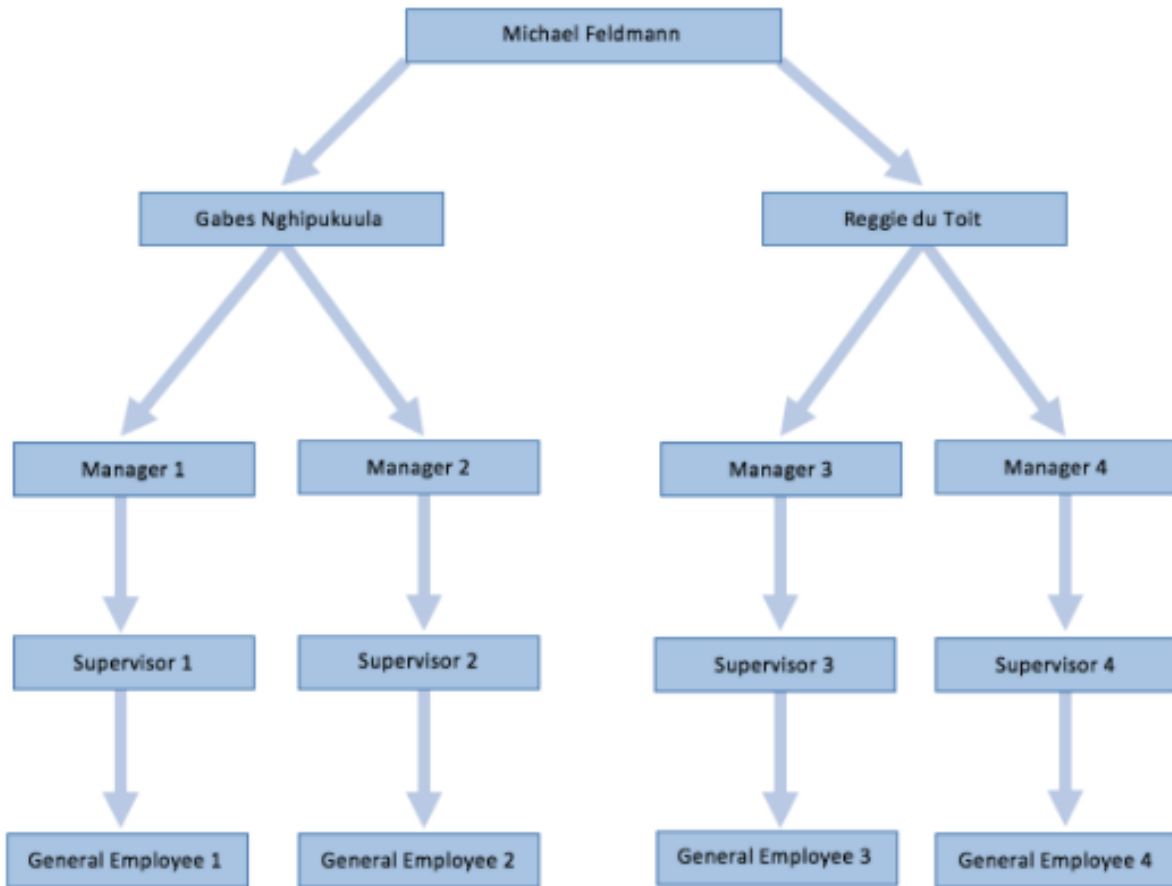 Michael Feldmann
Gabes Nghipukuula
Reggie du Toit
Manager 1
Manager 2
Manager 3
Manager 4
Supervisor 1
Supervisor 2
Supervisor 3
Supervisor 4
General Employee 1
General Employee 2
General Employee 3
General Employee 4